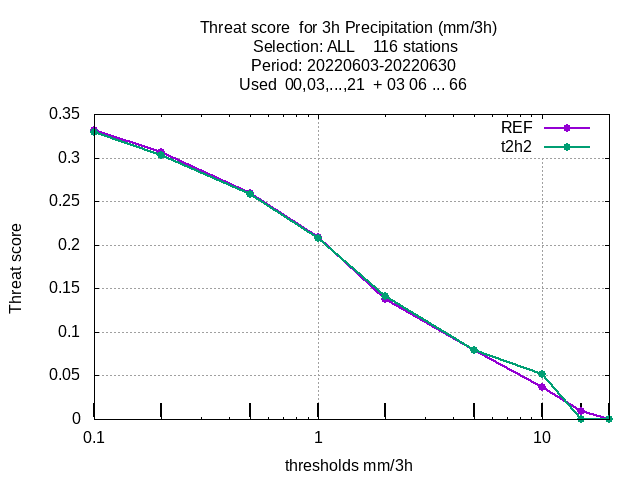 Threat score  for 3h Precipitation (mm/3h)
Selection: ALL    116 stations
Period: 20220603-20220630
Used  00,03,...,21  + 03 06 ... 66
REF
t2h2
0.35
0.3
0.25
0.2
0.15
0.1
0.05
0
Threat score
0.1
1
10
thresholds mm/3h